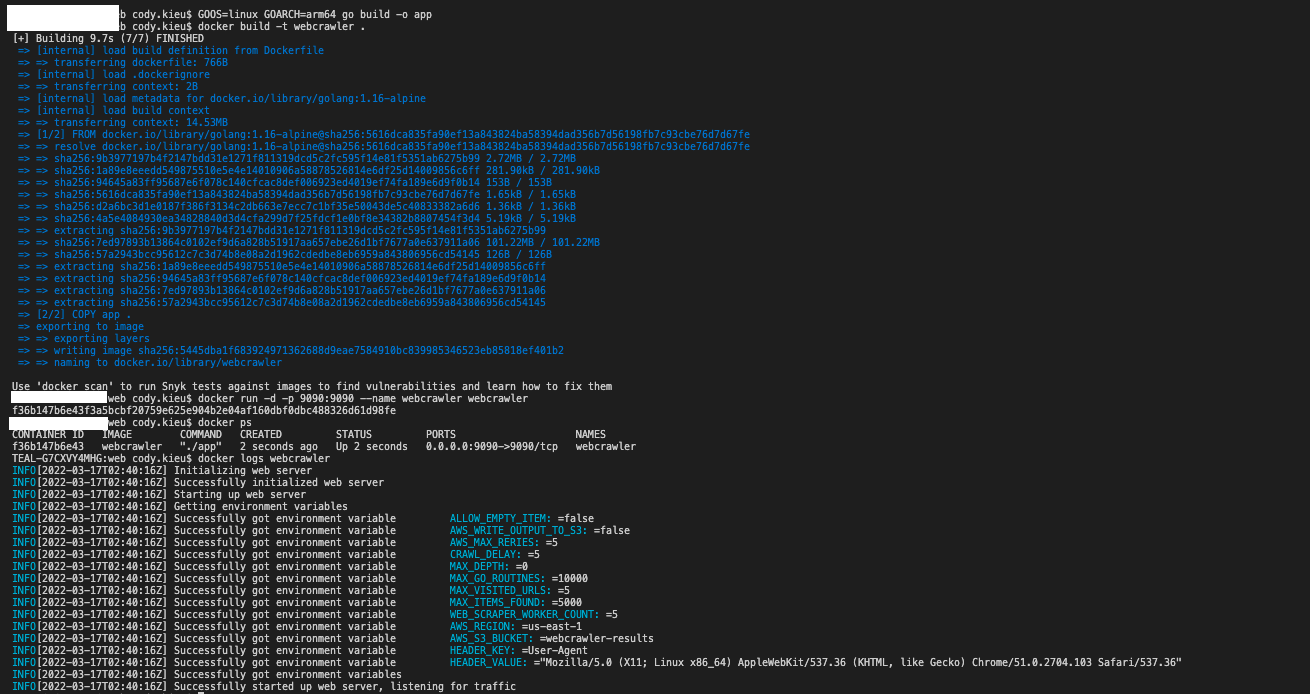 b cody.kieu$ GOOS=linux GOARCH=arm64 go build -o app
b cody.kieu$ docker build -t webcrawler .
[+] Building 9.7s (7/7) FINISHED
=> [internal] load build definition from Dockerfile
=> => transferring dockerfile: 766B
=> [internal] load .dockerignore
=> => transferring context: 2B
=> [internal] load metadata for docker.io/library/golang:1.16-alpine
=> [internal] load build context
=> => transferring context: 14.53MB
=> [1/2] FROM docker.io/library/golang:1.16-alpine@sha256:5616dca835fa90ef13a843824ba58394dad356b7d56198fb7c93cbe76d7d67fe
=> => resolve docker.io/library/golang:1.16-alpine@sha256:5616dca835fa90ef13a843824ba58394dad356b7d56198fb7c93cbe76d7d67fe
=> => sha256:9b3977197b4f2147bdd31e1271f811319dcd5c2fc595f14e81f5351ab6275b99 2.72MB / 2.72MB
=> => sha256:1a89e8eeedd549875510e5e4e14010906a58878526814e6df25d14009856c6ff 281.90kB / 281.90kB
=> => sha256:94645a83ff95687e6f078c140cfcac8def006923ed4019ef74fa189e6d9f0b14 153B / 153B
=> => sha256:5616dca835fa90ef13a843824ba58394dad356b7d56198fb7c93cbe76d7d67fe 1.65kB / 1.65kB
=> => sha256:d2a6bc3d1e0187f386f3134c2db663e7ecc7c1bf35e50043de5c40833382a6d6 1.36kB / 1.36kB
=> => sha256:4a5e4084930ea34828840d3d4cfa299d7f25fdcf1e0bf8e34382b8807454f3d4 5.19kB / 5.19kB
=> => extracting sha256:9b3977197b4f2147bdd31e1271f811319dcd5c2fc595f14e81f5351ab6275b99
=> => sha256:7ed97893b13864c0102ef9d6a828b51917aa657ebe26d1bf7677a0e637911a06 101.22MB / 101.22MB
=> => sha256:57a2943bcc95612c7c3d74b8e08a2d1962cdedbe8eb6959a843806956cd54145 126B / 126B
=> => extracting sha256:1a89e8eeedd549875510e5e4e14010906a58878526814e6df25d14009856c6ff
=> => extracting sha256:94645a83ff95687e6f078c140cfcac8def006923ed4019ef74fa189e6d9f0b14
=> => extracting sha256:7ed97893b13864c0102ef9d6a828b51917aa657ebe26d1bf7677a0e637911a06
=> => extracting sha256:57a2943bcc95612c7c3d74b8e08a2d1962cdedbe8eb6959a843806956cd54145
=> [2/2] COPY app .
=> exporting to image
=> => exporting layers
=> => writing image sha256:5445dba1f683924971362688d9eae7584910bc839985346523eb85818ef401b2
=> => naming to docker.io/library/webcrawler
Use 'docker scan' to run Snyk tests against images to find vulnerabilities and learn how to fix them
web cody.kieu$ docker run -d -p 9090:9090 --name webcrawler webcrawler
f36b147b6e43f3a5bcbf20759e625e904b2e04af160dbf0dbc488326d61d98fe
web cody.kieu$ docker ps
CONTAINER ID IMAGE COMMAND CREATED STATUS PORTS NAMES
f36b147b6e43 webcrawler "./app" 2 seconds ago Up 2 seconds 0.0.0.0:9090->9090/tcp webcrawler
TEAL-G7CXVY4MHG:web cody.kieu$ docker logs webcrawler
INFO[2022-03-17T02:40:16Z] Initializing web server
INFO[2022-03-17T02:40:16Z] Successfully initialized web server
INFO[2022-03-17T02:40:16Z] Starting up web server
INFO[2022-03-17T02:40:16Z] Getting environment variables
INFO[2022-03-17T02:40:16Z] Successfully got environment variable ALLOW_EMPTY_ITEM: =false
INFO[2022-03-17T02:40:16Z] Successfully got environment variable AWS_WRITE_OUTPUT_TO_S3: =false
INFO[2022-03-17T02:40:16Z] Successfully got environment variable AWS_MAX_RERIES: =5
INFO[2022-03-17T02:40:16Z] Successfully got environment variable CRAWL_DELAY: =5
INFO[2022-03-17T02:40:16Z] Successfully got environment variable MAX_DEPTH: =0
INFO[2022-03-17T02:40:16Z] Successfully got environment variable MAX_GO_ROUTINES: =10000
INFO[2022-03-17T02:40:16Z] Successfully got environment variable MAX_VISITED_URLS: =5
INFO[2022-03-17T02:40:16Z] Successfully got environment variable MAX_ITEMS_FOUND: =5000
INFO[2022-03-17T02:40:16Z] Successfully got environment variable WEB_SCRAPER_WORKER_COUNT: =5
INFO[2022-03-17T02:40:16Z] Successfully got environment variable AWS_REGION: =us-east-1
INFO[2022-03-17T02:40:16Z] Successfully got environment variable AWS_S3_BUCKET: =webcrawler-results
INFO[2022-03-17T02:40:16Z] Successfully got environment variable HEADER_KEY: =User-Agent
INFO[2022-03-17T02:40:16Z] Successfully got environment variable HEADER_VALUE: ="Mozilla/5.0 (X11; Linux x86_64) AppleWebKit/537.36 (KHTML, like Gecko) Chrome/51.0.2704.103 Safari/537.36"
INFO[2022-03-17T02:40:16Z] Successfully got environment variables
INFO[2022-03-17T02:40:16Z] Successfully started up web server, listening for traffic